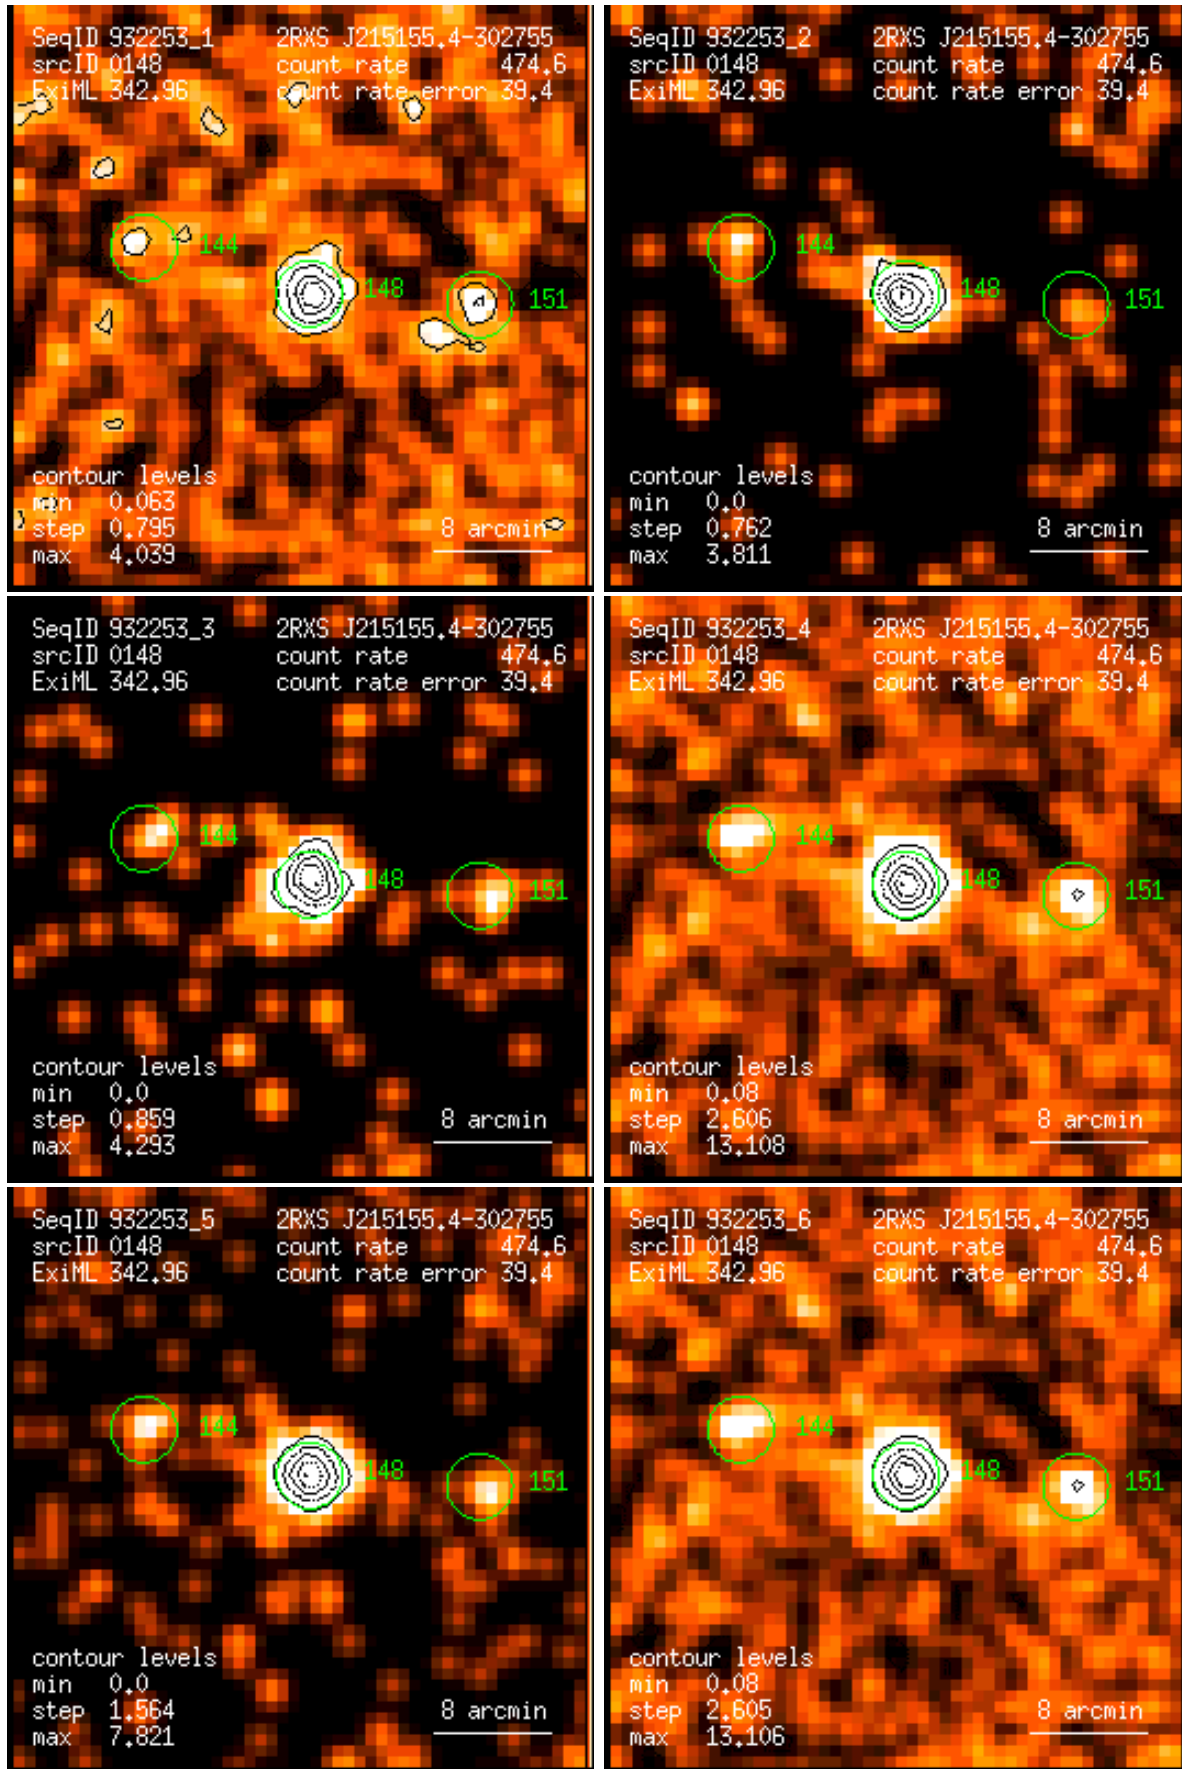 SeqID 932253_1 2RXS J215155.4-302755
srcID 0148 count rate 474.6
ExiML 342.96 count rate error 39.4
144
148
151
contour levels
min 0.063
step 0.795
max 4.039
8 arcmin
SeqID 932253_2 2RXS J215155.4-302755
srcID 0148 count rate 474.6
ExiML 342.96 count rate error 39.4
144
148
151
contour levels
min 0.0
step 0.762
max 3.811
8 arcmin
SeqID 932253_3 2RXS J215155.4-302755
srcID 0148 count rate 474.6
ExiML 342.96 count rate error 39.4
144
148
151
contour levels
min 0.0
step 0.859
max 4.293
8 arcmin
SeqID 932253_4 2RXS J215155.4-302755
srcID 0148 count rate 474.6
ExiML 342.96 count rate error 39.4
144
148
151
contour levels
min 0.08
step 2.606
max 13.108
8 arcmin
SeqID 932253_5 2RXS J215155.4-302755
srcID 0148 count rate 474.6
ExiML 342.96 count rate error 39.4
144
148
151
contour levels
min 0.0
step 1.564
max 7.821
8 arcmin
SeqID 932253_6 2RXS J215155.4-302755
srcID 0148 count rate 474.6
ExiML 342.96 count rate error 39.4
144
148
151
contour levels
min 0.08
step 2.605
max 13.106
8 arcmin